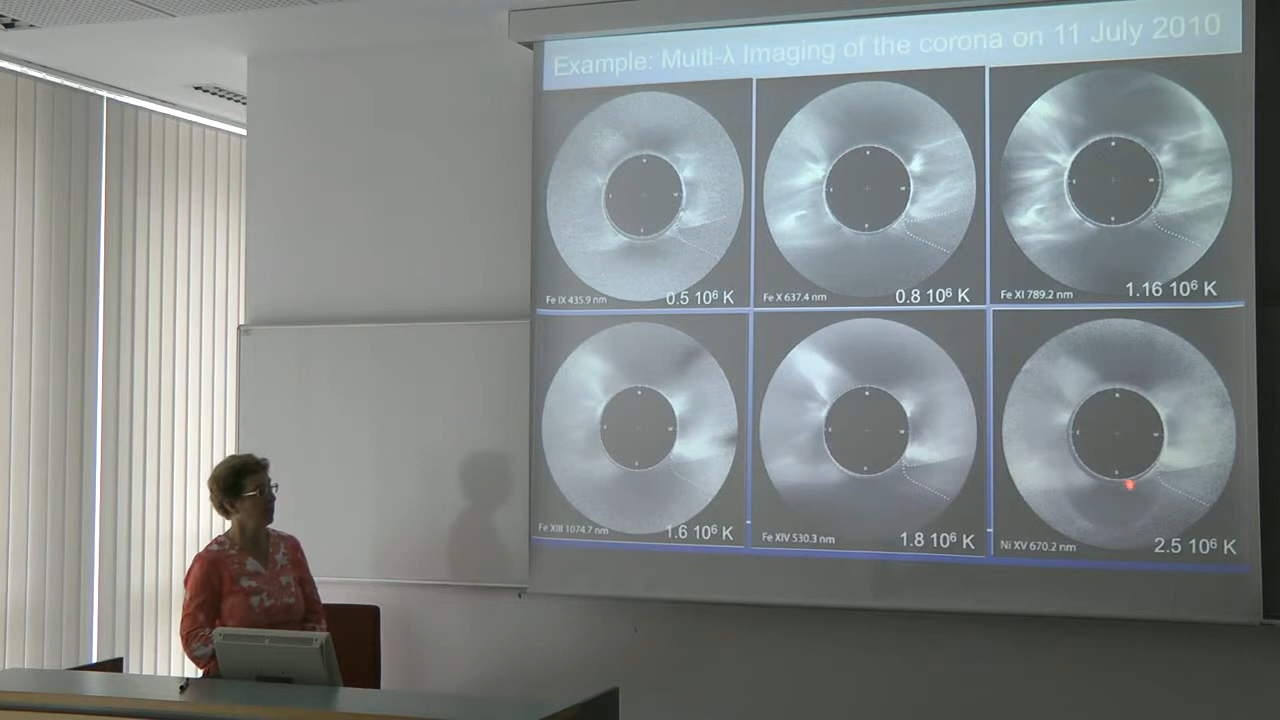 Example: Multi-λ Imaging of the corona on 11 July 2010
Fe IX 435.9 nm
0.5 10⁶ K
Fe X 637.4 nm
0.8 10⁶ K
Fe XI 789.2 nm
1.16 10⁶ K
Fe XIII 1074.7 nm
1.6 10⁶ K
Fe XIV 530.3 nm
1.8 10⁶ K
Ni XV 670.2 nm
2.5 10⁶ K